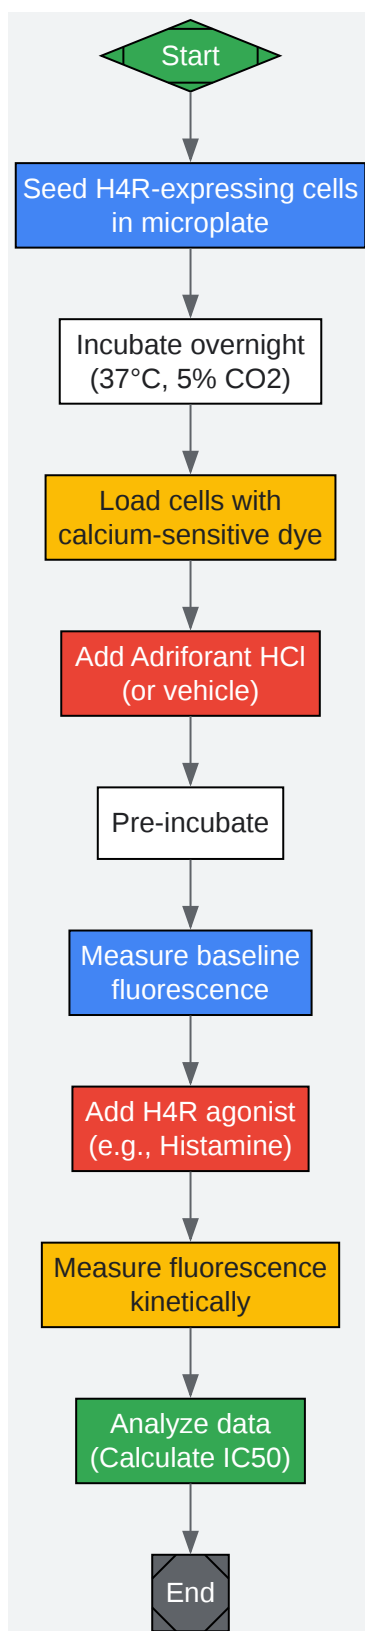 Start
Seed H4R-expressing cells
in microplate
Incubate overnight
(37°C, 5% CO2)
Load cells with
calcium-sensitive dye
Add Adriforant HCl
(or vehicle)
Pre-incubate
Measure baseline
fluorescence
Add H4R agonist
(e.g., Histamine)
Measure fluorescence
kinetically
Analyze data
(Calculate IC50)
End